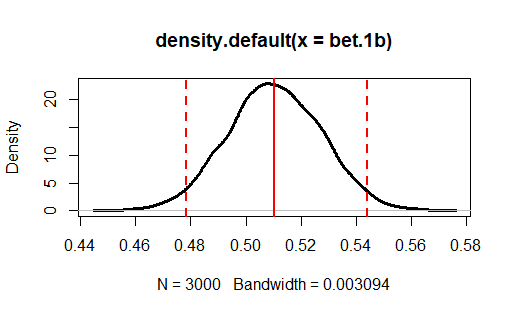 density.default(x = bet.1b)
Density
20
10
5
0
0.44 0.46 0.48 0.50 0.52 0.54 0.56 0.58
N = 3000 Bandwidth = 0.003094